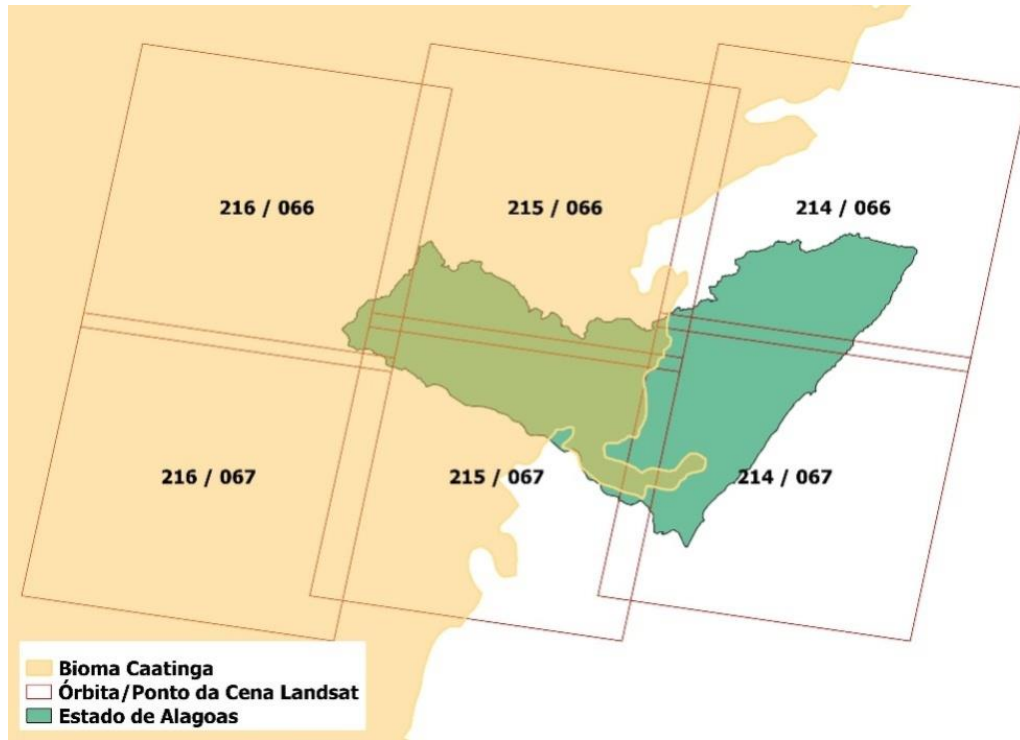 216 / 066
215 / 066
214 / 066
216 / 067
215 / 067
214 / 067
Bioma Caatinga
Órbita/Ponto da Cena Landsat
Estado de Alagoas